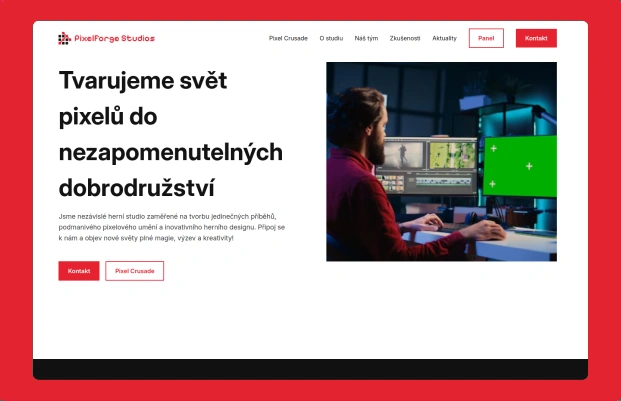 PixelForge Studios
Pixel Crusade
O studiu
Náš tým
Zkušenosti
Aktuality
Panel
Kontakt
Tvarujeme svět
pixelů do
nezapomenutelných
dobrodružství
Jsme nezávislé herní studio zaměřené na tvorbu jedinečných příběhů,
podmanivého pixelového umění a inovativního herního designu. Připoj se
k nám a objev nové světy plné magie, výzev a kreativity!
Kontakt
Pixel Crusade